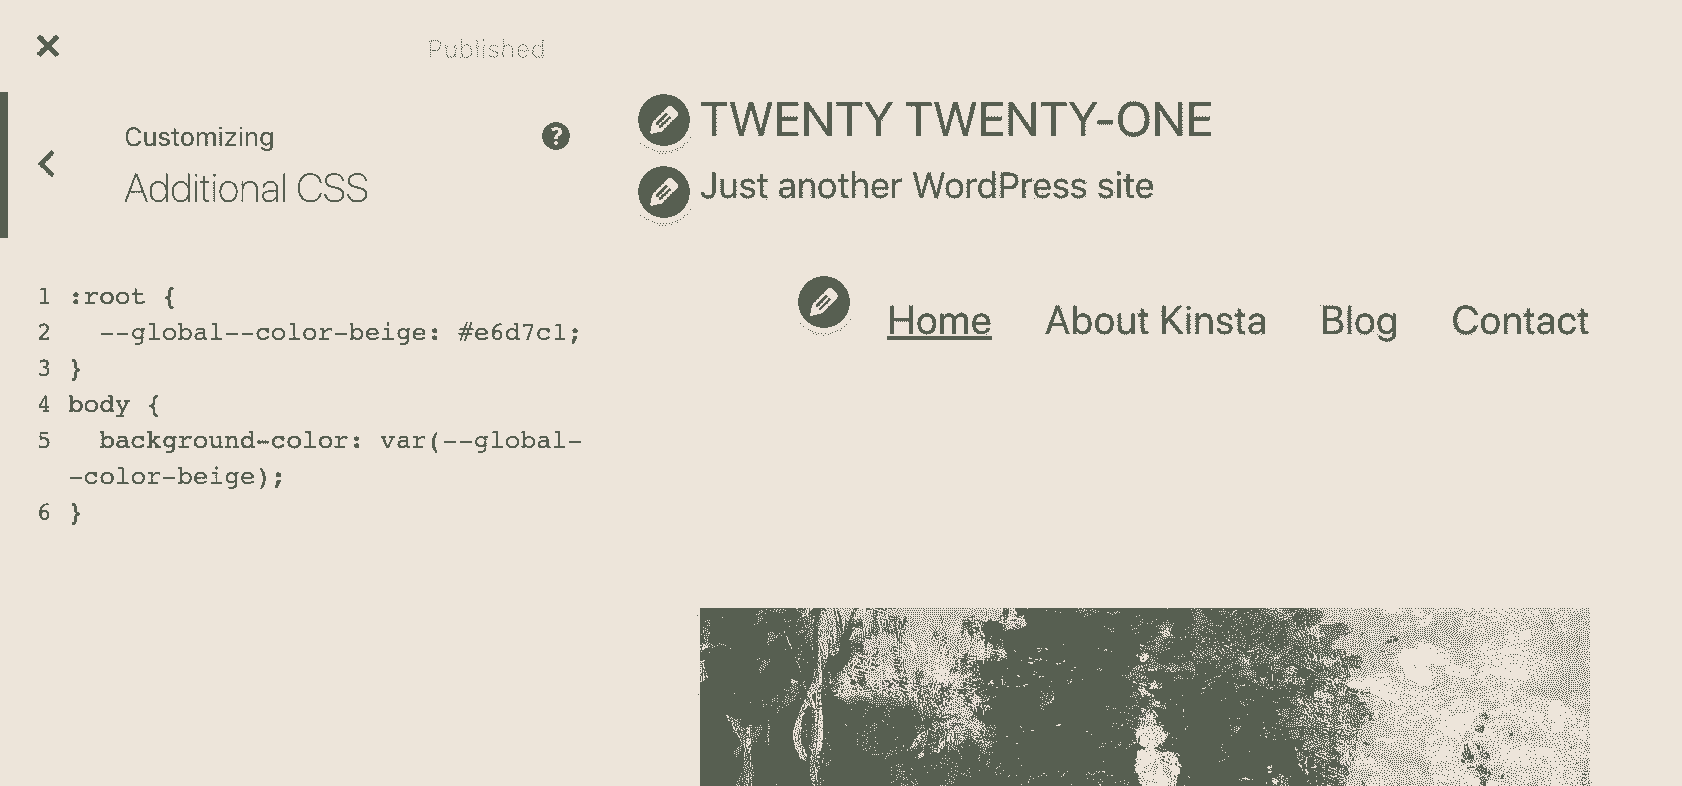 Published
Customizing
Additional CSS
1 :root {
2   --global--color-beige: #e6d7c1;
3 }
4 body {
5   background-color: var(--global-
-color-beige);
6 }
TWENTY TWENTY-ONE
Just another WordPress site
Home About Kinsta Blog Contact